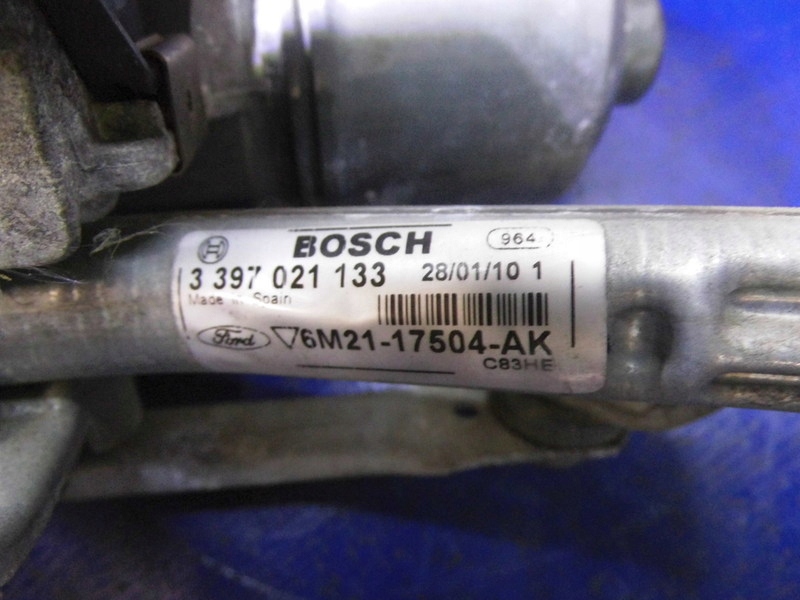 BOSCH 964
3 397 021 133 28/01/10 1
Made in Spain
Ford 6M21-17504-AK
C83HE